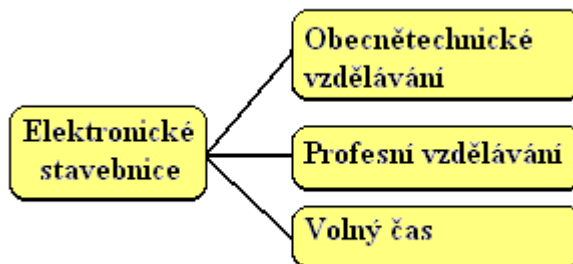 Elektronické
stavebnice
Obecnětechnické
vzdělávání
Profesní vzdělávání
Volný čas